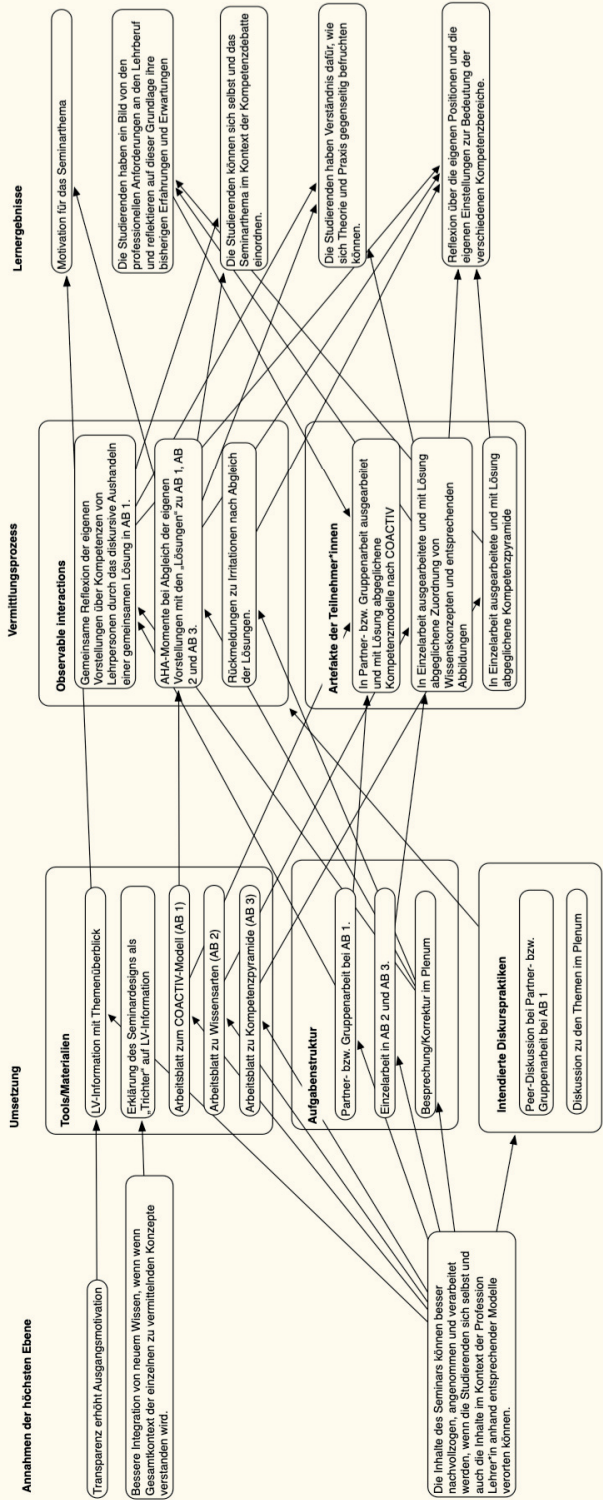 Annahmen der höchsten Ebene
Transparenz erhöht Ausgangsmotivation
Bessere Integration von neuem Wissen, wenn wenn
Gesamtkontext der einzelnen zu vermittelnden Konzepte
verstanden wird.
Die Inhalte des Seminars können besser
nachvollzogen, angenommen und verarbeitet
werden, wenn die Studierenden sich selbst und
auch die Inhalte im Kontext der Profession
Lehrer*in anhand entsprechender Modelle
verorten können.
Umsetzung
Tools/Materialien
LV-Information mit Themenüberblick
Erklärung des Seminardesigns als
„Trichter" auf LV-Information
Arbeitsblatt zum COACTIV-Modell (AB 1)
Arbeitsblatt zu Wissensarten (AB 2)
Arbeitsblatt zu Kompetenzpyramide (AB 3)
Aufgabenstruktur
Partner- bzw. Gruppenarbeit bei AB 1.
Einzelarbeit in AB 2 und AB 3.
Besprechung/Korrektur im Plenum
Intendierte Diskurspraktiken
Peer-Diskussion bei Partner- bzw.
Gruppenarbeit bei AB 1
Diskussion zu den Themen im Plenum
Vermittlungsprozess
Observable interactions
Gemeinsame Reflexion der eigenen
Vorstellungen über Kompetenzen von
Lehrpersonen durch das diskursive Aushandeln
einer gemeinsamen Lösung in AB 1.
AHA-Momente bei Abgleich der eigenen
Vorstellungen mit den „Lösungen" zu AB 1, AB
2 und AB 3.
Rückmeldungen zu Irritationen nach Abgleich
der Lösungen.
Artefakte der Teilnehmer*innen
In Partner- bzw. Gruppenarbeit ausgearbeitet
und mit Lösung abgeglichene
Kompetenzmodelle nach COACTIV
In Einzelarbeit ausgearbeitete und mit Lösung
abgeglichene Zuordnung von
Wissenskonzepten und entsprechenden
Abbildungen
In Einzelarbeit ausgearbeitete und mit Lösung
abgeglichene Kompetenzpyramide
Lernergebnisse
Motivation für das Seminarthema
Die Studierenden haben ein Bild von den
professionellen Anforderungen an den Lehrberuf
und reflektieren auf dieser Grundlage ihre
bisherigen Erfahrungen und Erwartungen
Die Studierenden können sich selbst und das
Seminarthema im Kontext der Kompetenzdebatte
einordnen.
Die Studierenden haben Verständnis dafür, wie
sich Theorie und Praxis gegenseitig befruchten
können.
Reflexion über die eigenen Positionen und die
eigenen Einstellungen zur Bedeutung der
verschiedenen Kompetenzbereiche.